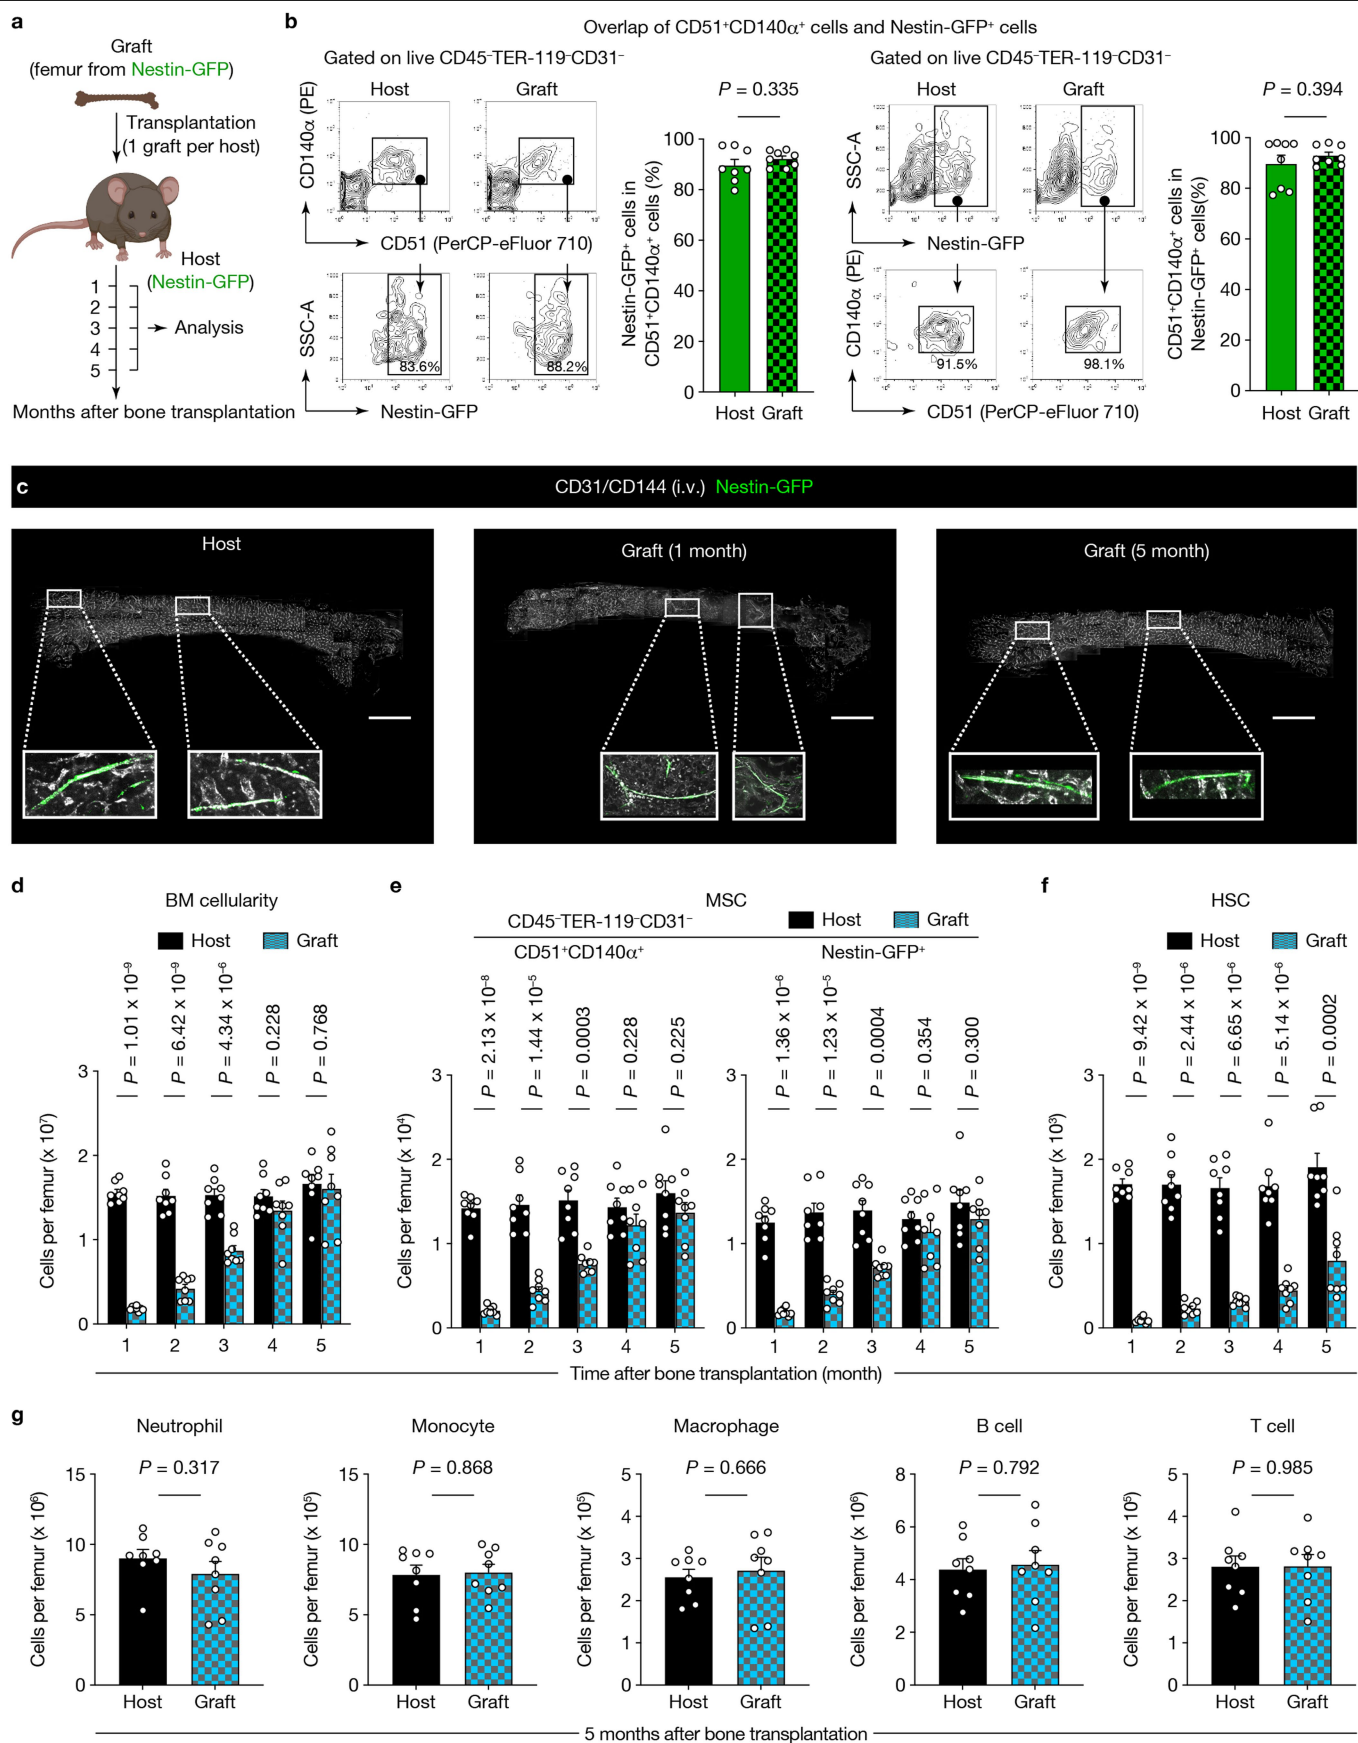 a
Graft
(femur from Nestin-GFP)
Transplantation
(1 graft per host)
Host
(Nestin-GFP)
1
2
3
4
5
Analysis
Months after bone transplantation
b
Overlap of CD51⁺CD140α⁺ cells and Nestin-GFP⁺ cells
Gated on live CD45⁻TER-119⁻CD31⁻
Host
Graft
CD140α (PE)
CD51 (PerCP-eFluor 710)
SSC-A
83.6%
88.2%
Nestin-GFP
P = 0.335
Nestin-GFP⁺ cells in
CD51⁺CD140α⁺ cells (%)
100
80
60
40
20
0
Host Graft
Gated on live CD45⁻TER-119⁻CD31⁻
Host
Graft
SSC-A
Nestin-GFP
CD140α (PE)
91.5%
98.1%
CD51 (PerCP-eFluor 710)
P = 0.394
CD51⁺CD140α⁺ cells in
Nestin-GFP⁺ cells(%)
100
80
60
40
20
0
Host Graft
c
CD31/CD144 (i.v.) Nestin-GFP
Host
Graft (1 month)
Graft (5 month)
d
BM cellularity
Host
Graft
P = 1.01 x 10⁻⁹
P = 6.42 x 10⁻⁹
P = 4.34 x 10⁻⁶
P = 0.228
P = 0.768
Cells per femur (x 10⁷)
3
2
1
0
1 2 3 4 5
e
MSC
CD45⁻TER-119⁻CD31⁻
Host
Graft
CD51⁺CD140α⁺
Nestin-GFP⁺
P = 2.13 x 10⁻⁸
P = 1.44 x 10⁻⁵
P = 0.0003
P = 0.228
P = 0.225
Cells per femur (x 10⁴)
3
2
1
0
1 2 3 4 5
P = 1.36 x 10⁻⁶
P = 1.23 x 10⁻⁵
P = 0.0004
P = 0.354
P = 0.300
3
2
1
0
1 2 3 4 5
f
HSC
Host
Graft
P = 9.42 x 10⁻⁹
P = 2.44 x 10⁻⁶
P = 6.65 x 10⁻⁶
P = 5.14 x 10⁻⁶
P = 0.0002
Cells per femur (x 10³)
3
2
1
0
1 2 3 4 5
Time after bone transplantation (month)
g
Neutrophil
P = 0.317
Cells per femur (x 10⁶)
15
10
5
0
Host Graft
Monocyte
P = 0.868
Cells per femur (x 10⁵)
15
10
5
0
Host Graft
Macrophage
P = 0.666
Cells per femur (x 10⁵)
5
4
3
2
1
0
Host Graft
B cell
P = 0.792
Cells per femur (x 10⁶)
8
6
4
2
0
Host Graft
T cell
P = 0.985
Cells per femur (x 10⁵)
5
4
3
2
1
0
Host Graft
5 months after bone transplantation